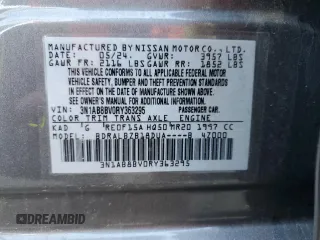 MANUFACTURED BY NISSAN MOTOR CO., LTD.
DATE: 05/24 GVWR: 3957 LBS
GAWR FR: 2116 LBS GAWR RR: 1852 LBS
THIS VEHICLE CONFORMS TO ALL APPLICABLE
FEDERAL MOTOR VEHICLE SAFETY, BUMPER, AND
THEFT PREVENTION STANDARDS IN EFFECT ON THE
DATE OF MANUFACTURE SHOWN ABOVE.
SEE OWNER'S MANUAL FOR ADDITIONAL
INFORMATION.
VIN: 3N1AB8BV0RY363295
PASSENGER CAR.
COLOR TRIM TRANS AXLE ENGINE
KAD G RE0F15A MR20 1997 CC
MODEL:
3N1AB8BV0RY363295